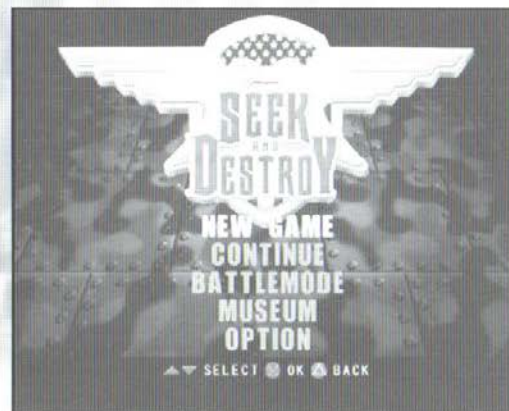 SEEK
AND
DESTROY
NEW GAME
CONTINUE
BATTLEMODE
MUSEUM
OPTION
SELECT OK BACK